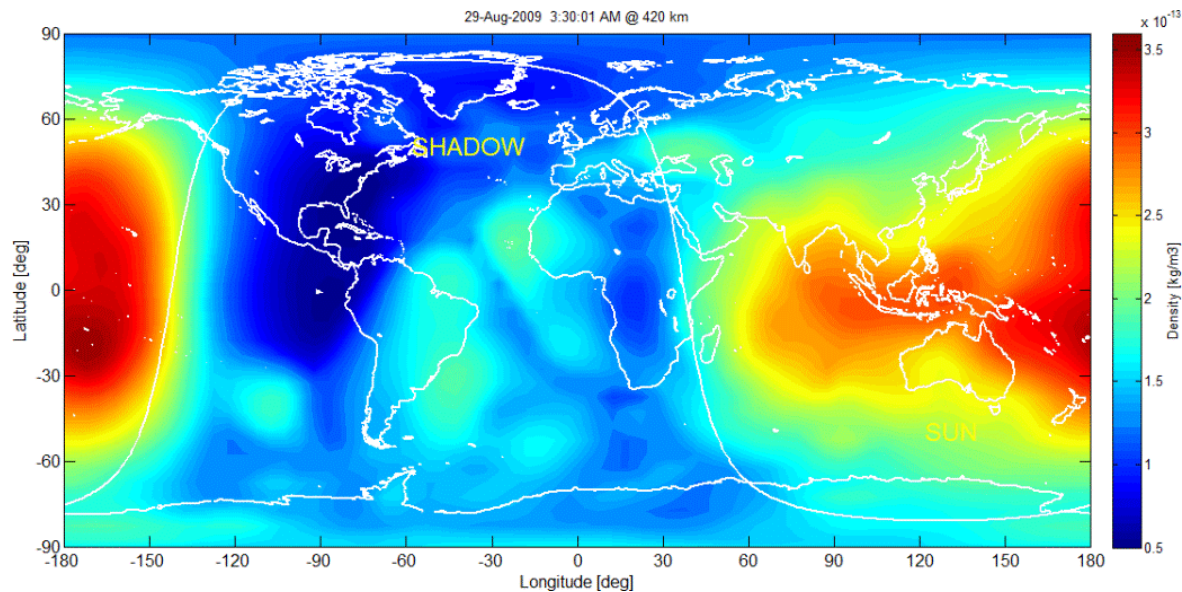 29-Aug-2009 3:30:01 AM @ 420 km
x 10^-13
90
60
30
0
-30
-60
-90
Latitude [deg]
SHADOW
SUN
-180 -150 -120 -90 -60 -30 0 30 60 90 120 150 180
Longitude [deg]
3.5
3
2.5
2
1.5
1
0.5
Density [kg/m3]